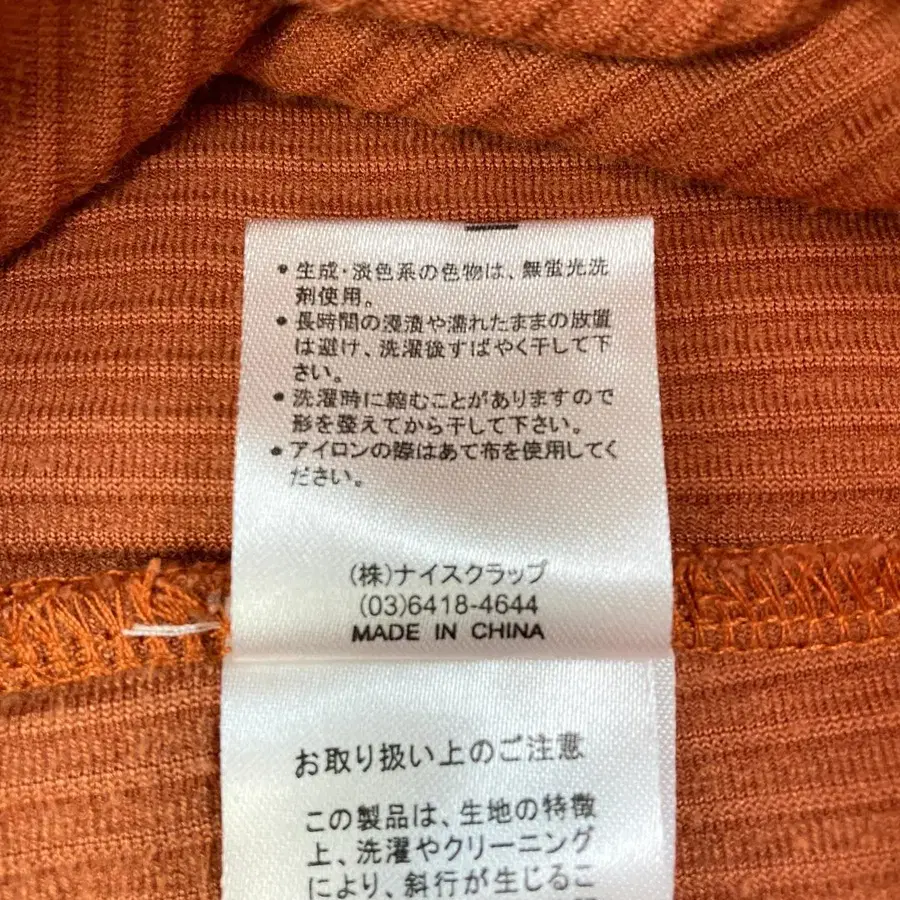 ・生成・淡色系の色物は、無蛍光洗
剤使用。
・長時間の浸漬や濡れたままの放置
は避け、洗濯後すばやく干して下
さい。
・洗濯時に縮むことがありますので
形を整えてから干して下さい。
・アイロンの際はあて布を使用してく
ださい。
(株)ナイスクラップ
(03)6418-4644
MADE IN CHINA
お取り扱い上のご注意
この製品は、生地の特徴
上、洗濯やクリーニング
により、斜行が生じるこ